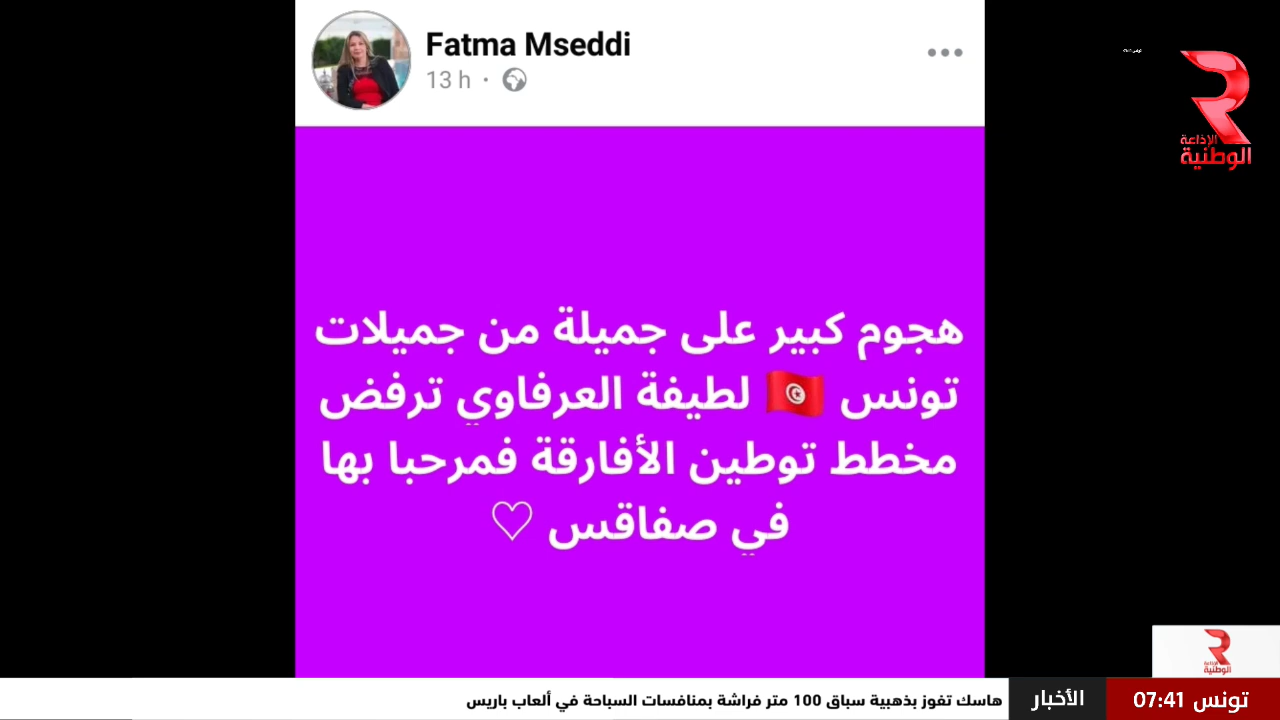 Fatma Mseddi
13 h ·
هجوم كبير على جميلة من جميلات
تونس 🇹🇳 لطيفة العرفاوي ترفض
مخطط توطين الأفارقة فمرحبا بها
في صفاقس ♡
الإذاعة
الوطنية
الإذاعة
الوطنية
تونس 07:41
الأخبار
هاسك تفوز بذهبية سباق 100 متر فراشة بمنافسات السباحة في ألعاب باريس